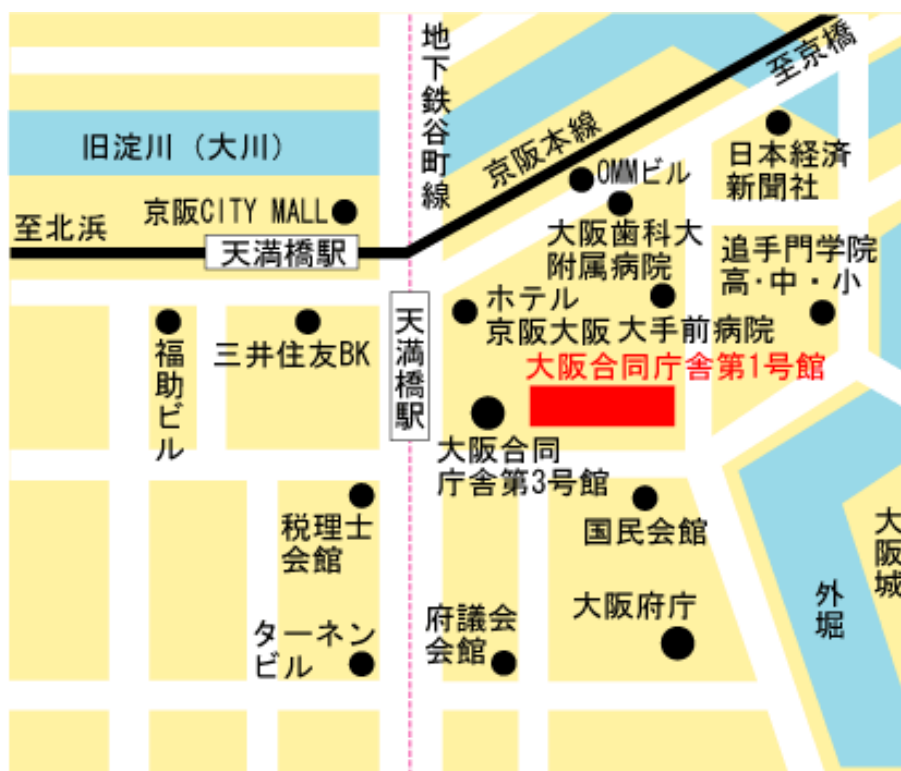 地下鉄谷町線
至京橋
京阪本線
旧淀川（大川）
OMMビル
日本経済
新聞社
京阪CITY MALL
至北浜
天満橋駅
大阪歯科大
附属病院
追手門学院
高・中・小
ホテル
京阪大阪
大手前病院
天満橋駅
福助ビル
三井住友BK
大阪合同庁舎第1号館
大阪合同
庁舎第3号館
税理士
会館
国民会館
大阪城
外堀
大阪府庁
府議会
会館
ターネン
ビル